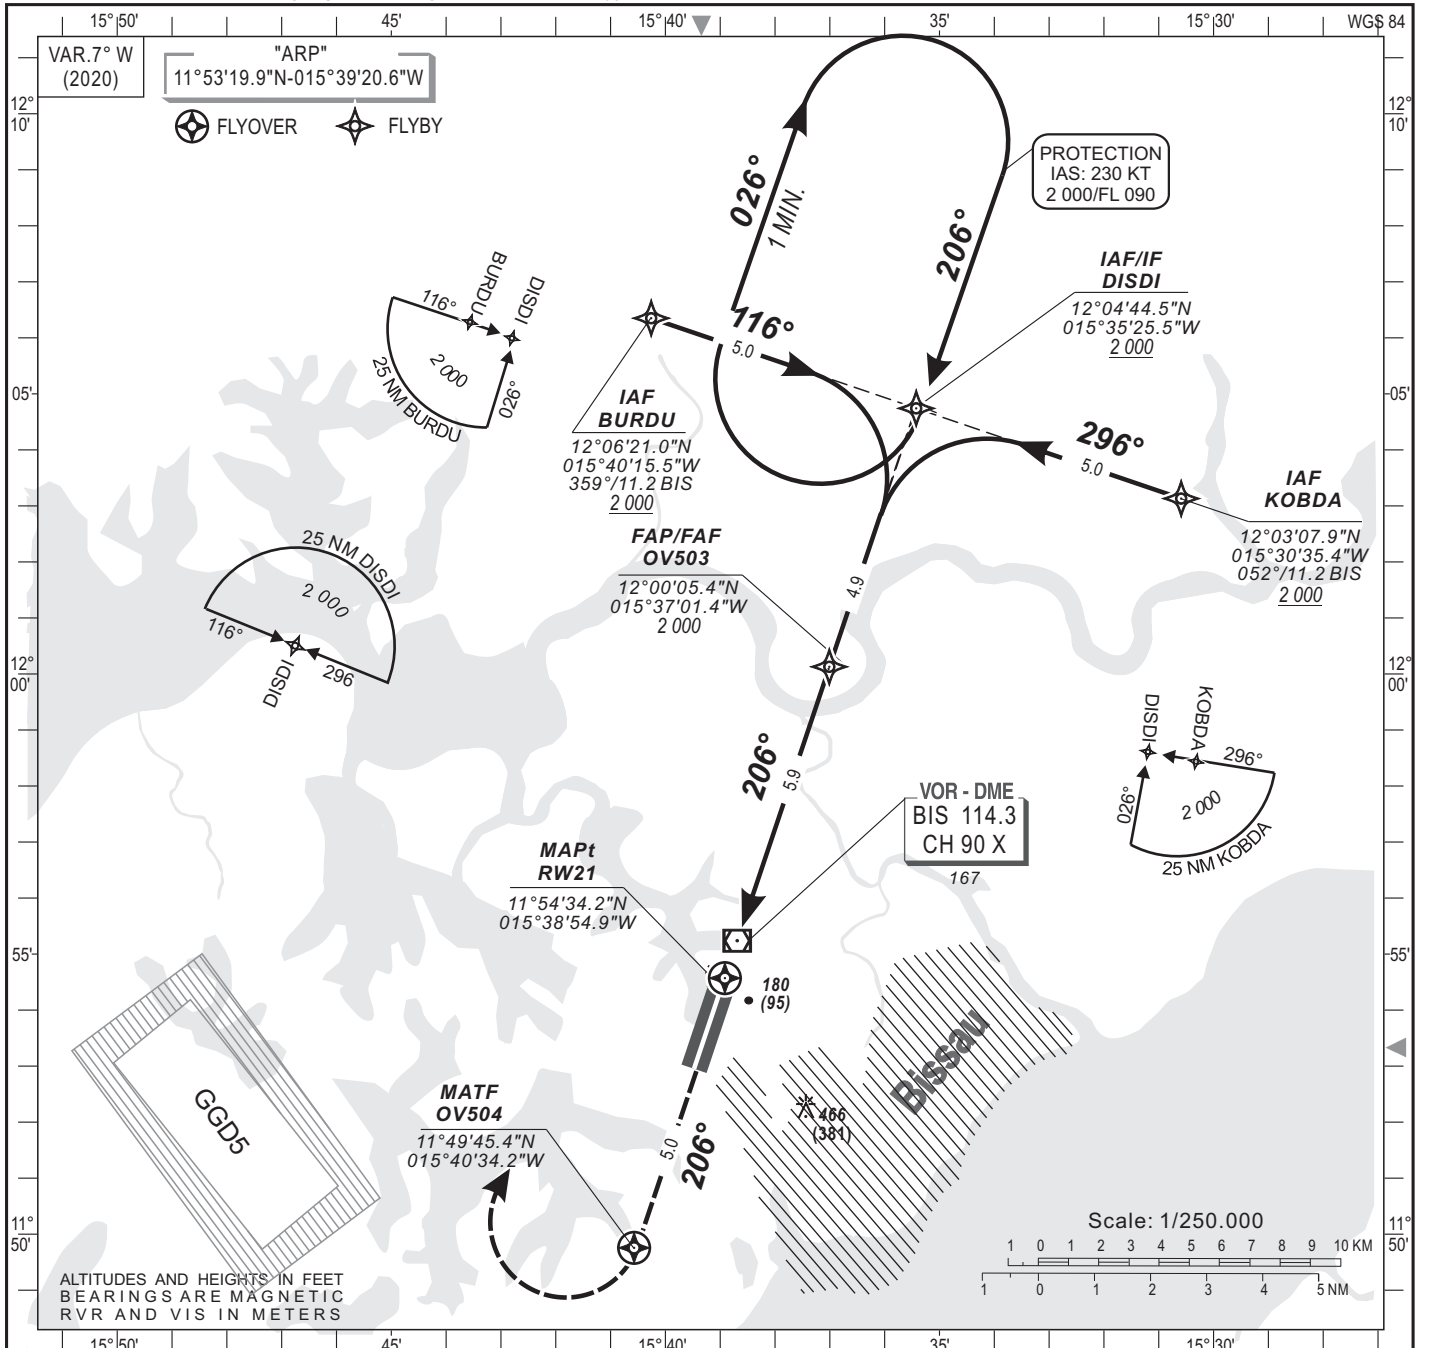 15° 50'
45'
15° 40'
35'
15° 30'
WGS 84
VAR.7° W
(2020)
"ARP"
11°53'19.9"N-015°39'20.6"W
FLYOVER
FLYBY
12°
10'
12°
10'
PROTECTION
IAS: 230 KT
2 000/FL 090
026°
1 MIN.
206°
IAF/IF
DISDI
12°04'44.5"N
015°35'25.5"W
2 000
BURDU
DISDI
116°
2 000
026°
25 NM BURDU
116°
5.0
05'
05'
IAF
BURDU
12°06'21.0"N
015°40'15.5"W
359°/11.2 BIS
2 000
296°
5.0
IAF
KOBDA
12°03'07.9"N
015°30'35.4"W
052°/11.2 BIS
2 000
FAP/FAF
OV503
12°00'05.4"N
015°37'01.4"W
2 000
4.9
25 NM DISDI
2 000
116°
296
DISDI
12°
00'
12°
00'
DISDI
KOBDA
296°
026°
2 000
25 NM KOBDA
206°
5.9
VOR - DME
BIS 114.3
CH 90 X
167
MAPt
RW21
11°54'34.2"N
015°38'54.9"W
55'
55'
180
(95)
Bissau
466
(381)
GGD5
MATF
OV504
11°49'45.4"N
015°40'34.2"W
5.0
206°
11°
50'
11°
50'
Scale: 1/250.000
1 0 1 2 3 4 5 6 7 8 9 10 KM
1 0 1 2 3 4 5 NM
ALTITUDES AND HEIGHTS IN FEET
BEARINGS ARE MAGNETIC
RVR AND VIS IN METERS
15° 50'
45'
15° 40'
35'
15° 30'